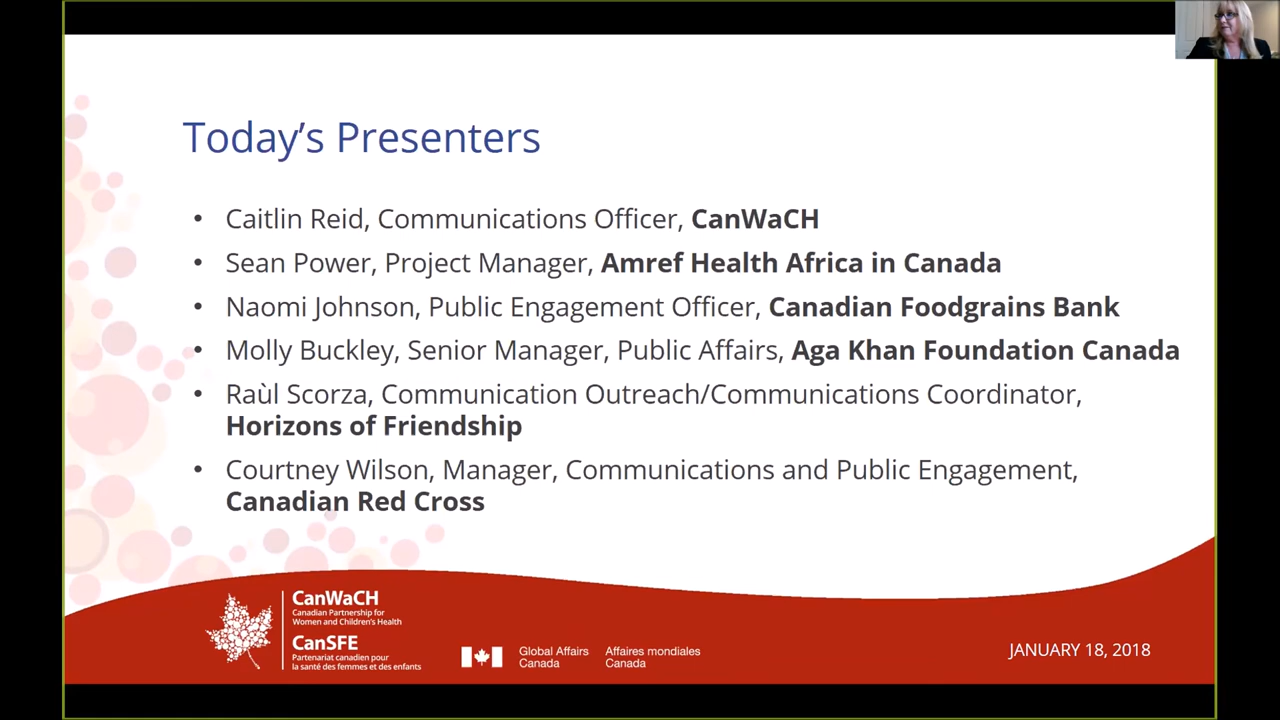 Today's Presenters
• Caitlin Reid, Communications Officer, CanWaCH
• Sean Power, Project Manager, Amref Health Africa in Canada
• Naomi Johnson, Public Engagement Officer, Canadian Foodgrains Bank
• Molly Buckley, Senior Manager, Public Affairs, Aga Khan Foundation Canada
• Raùl Scorza, Communication Outreach/Communications Coordinator,
Horizons of Friendship
• Courtney Wilson, Manager, Communications and Public Engagement,
Canadian Red Cross
CanWaCH
Canadian Partnership for
Women and Children's Health
CanSFE
Partenariat canadien pour
la santé des femmes et des enfants
Global Affairs
Canada
Affaires mondiales
Canada
JANUARY 18, 2018